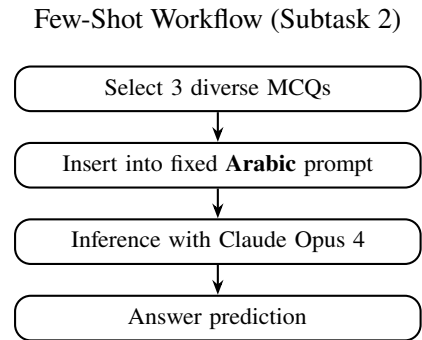 Few-Shot Workflow (Subtask 2)
Select 3 diverse MCQs
Insert into fixed Arabic prompt
Inference with Claude Opus 4
Answer prediction